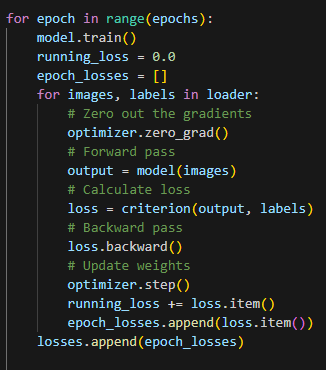 for epoch in range(epochs):
    model.train()
    running_loss = 0.0
    epoch_losses = []
    for images, labels in loader:
        # Zero out the gradients
        optimizer.zero_grad()
        # Forward pass
        output = model(images)
        # Calculate loss
        loss = criterion(output, labels)
        # Backward pass
        loss.backward()
        # Update weights
        optimizer.step()
        running_loss += loss.item()
        epoch_losses.append(loss.item())
    losses.append(epoch_losses)